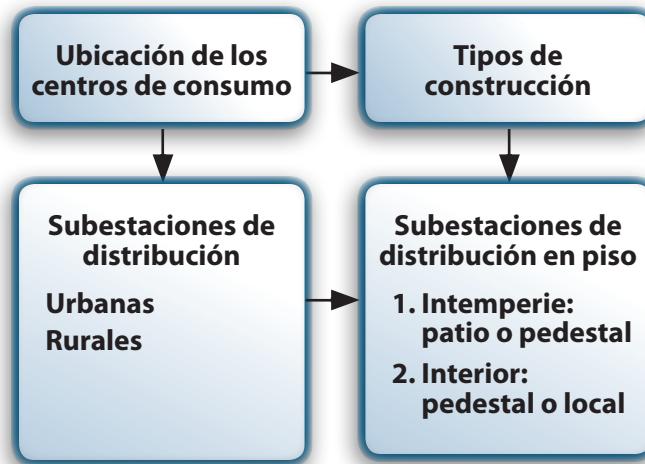 Ubicación de los
centros de consumo
Tipos de
construcción
Subestaciones de
distribución
Urbanas
Rurales
Subestaciones de
distribución en piso
1. Intemperie:
patio o pedestal
2. Interior:
pedestal o local